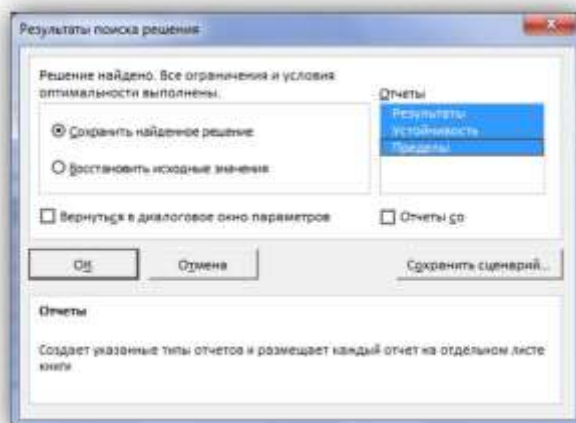 Результаты поиска решения
Решение найдено. Все ограничения и условия
оптимальности выполнены.
Отчеты
Результаты
Устойчивость
Пределы
Сохранить найденное решение
Восстановить исходные значения
Вернуться в диалоговое окно параметров
Отчеты со
ОК
Отмена
Сохранить сценарий...
Отчеты
Создает указанные типы отчетов и размещает каждый отчет на отдельном листе
книги